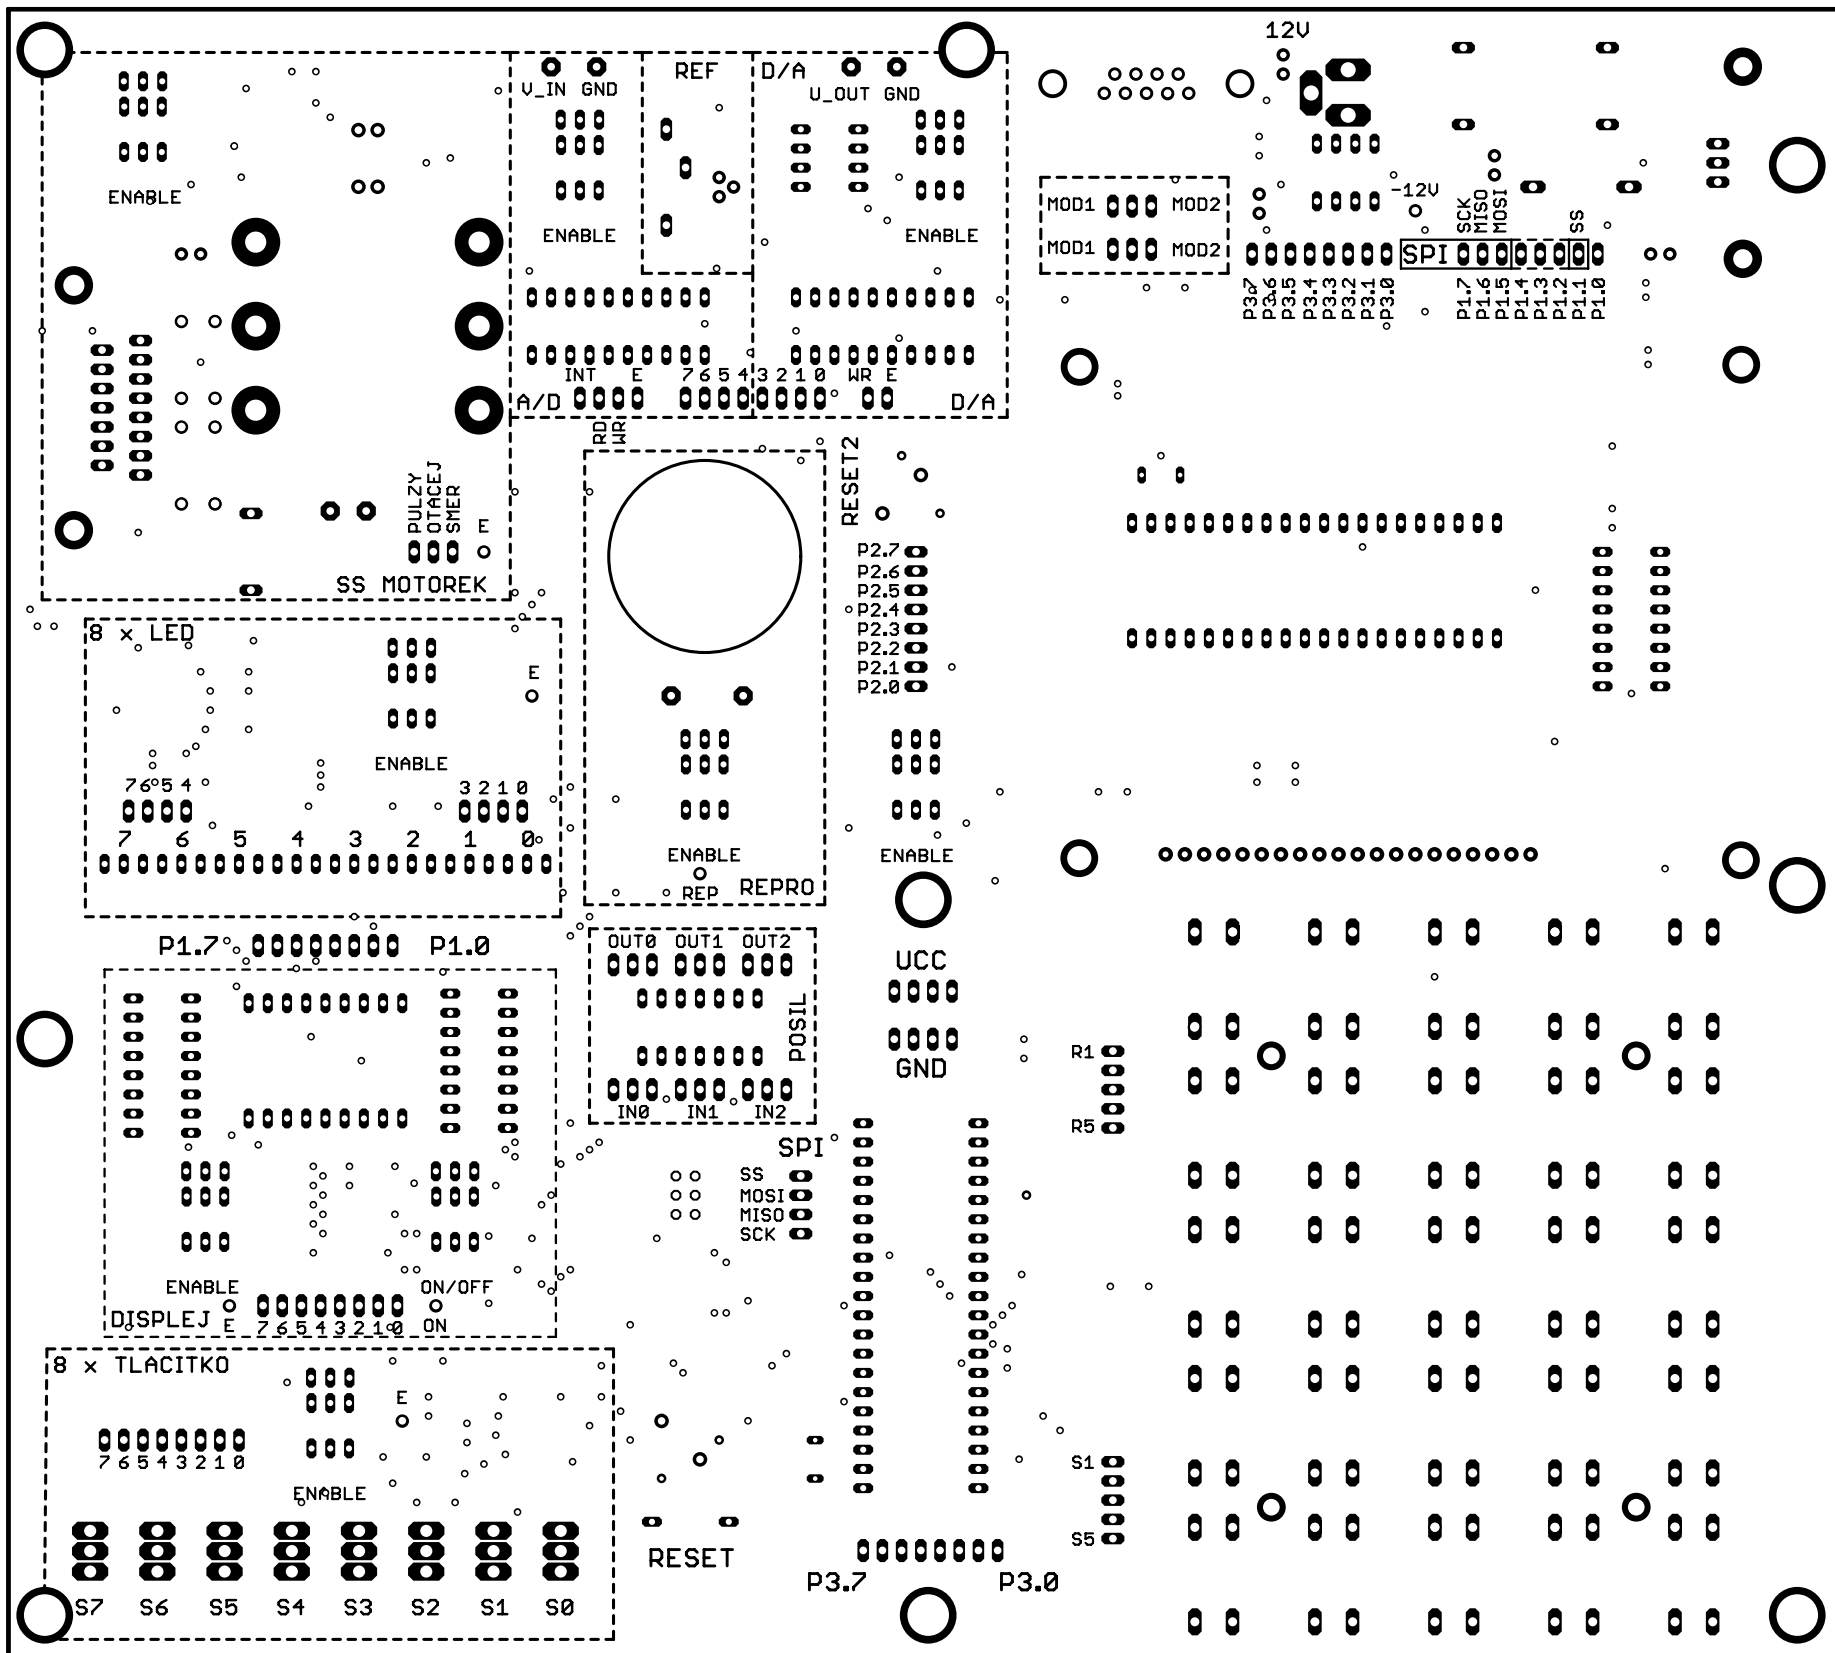 12V
REF
D/A
V_IN GND
U_OUT GND
ENABLE
ENABLE
ENABLE
MOD1
MOD2
MOD1
MOD2
-12V
SCK
MISO
MOSI
SS
SPI
P3.7
P3.6
P3.5
P3.4
P3.3
P3.2
P3.1
P3.0
P1.7
P1.6
P1.5
P1.4
P1.3
P1.2
P1.1
P1.0
INT E
7 6 5 4 3 2 1 0
WR E
A/D
D/A
RD
WR
RESET2
PULZY
OTACEJ
SMER
E
SS MOTOREK
P2.7
P2.6
P2.5
P2.4
P2.3
P2.2
P2.1
P2.0
8 x LED
E
ENABLE
7 6 5 4
3 2 1 0
7 6 5 4 3 2 1 0
ENABLE
REP
REPRO
ENABLE
P1.7
P1.0
OUT0 OUT1 OUT2
POSIL
IN0 IN1 IN2
UCC
GND
R1
R5
SPI
SS
MOSI
MISO
SCK
ENABLE
ON/OFF
DISPLEJ
E
7 6 5 4 3 2 1 0
ON
8 x TLACITKO
E
7 6 5 4 3 2 1 0
ENABLE
S1
S5
RESET
P3.7
P3.0
S7 S6 S5 S4 S3 S2 S1 S0